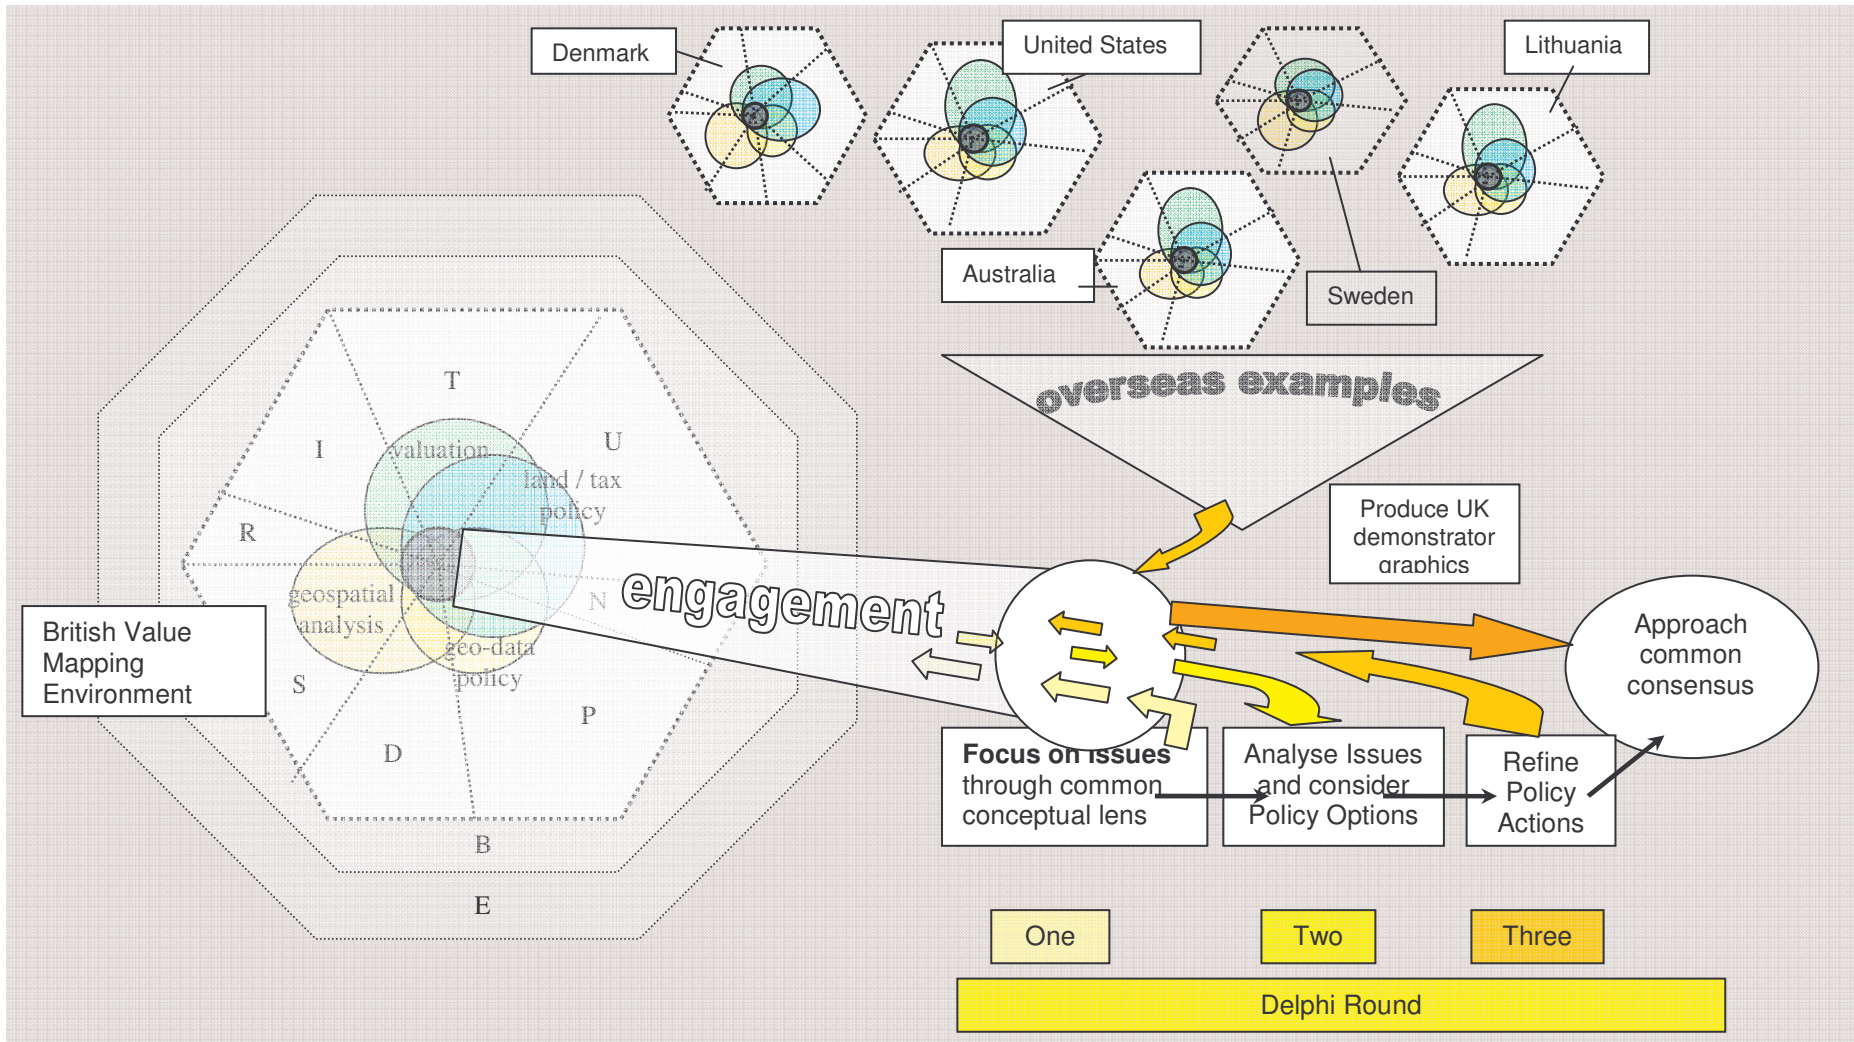 Denmark
United States
Lithuania
Australia
Sweden
overseas examples
T
I
U
valuation
land / tax
policy
R
N
geospatial
analysis
geo-data
policy
S
P
D
B
E
British Value
Mapping
Environment
engagement
Produce UK
demonstrator
graphics
Approach
common
consensus
Focus on issues
through common
conceptual lens
Analyse Issues
and consider
Policy Options
Refine
Policy
Actions
One
Two
Three
Delphi Round